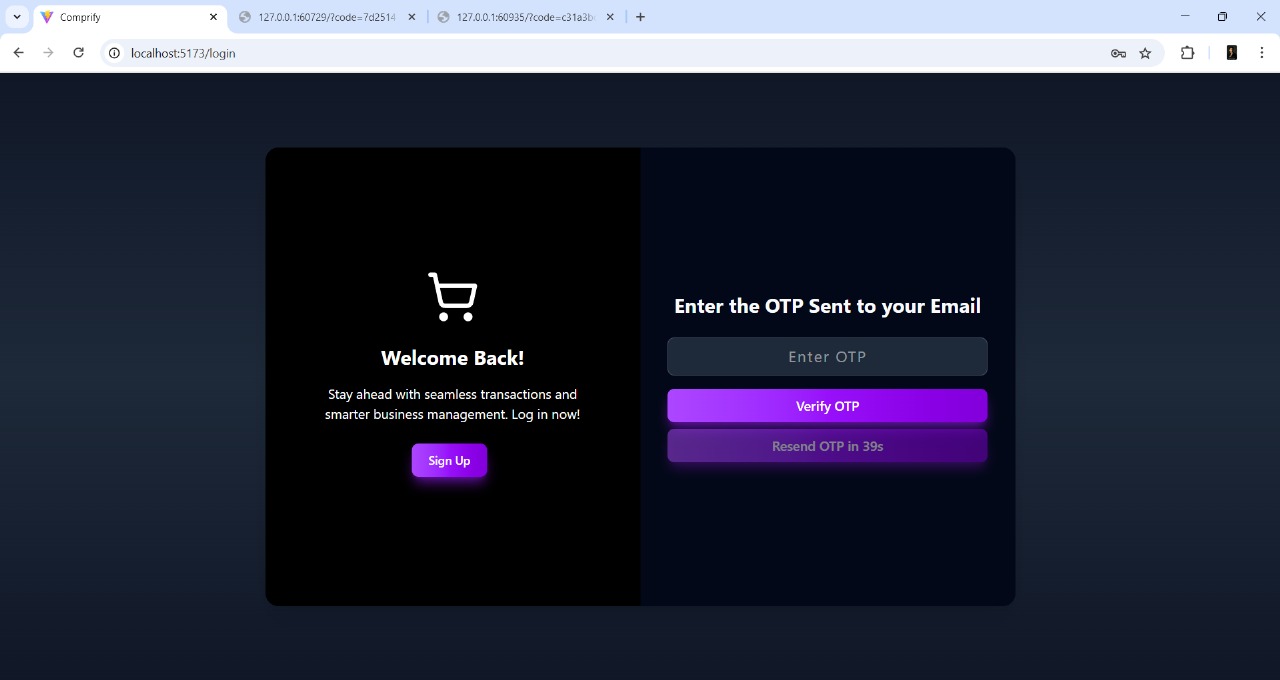 Comprify
127.0.0.1:60729/?code=7d2514
127.0.0.1:60935/?code=c31a3b
localhost:5173/login
Welcome Back!
Stay ahead with seamless transactions and
smarter business management. Log in now!
Sign Up
Enter the OTP Sent to your Email
Enter OTP
Verify OTP
Resend OTP in 39s